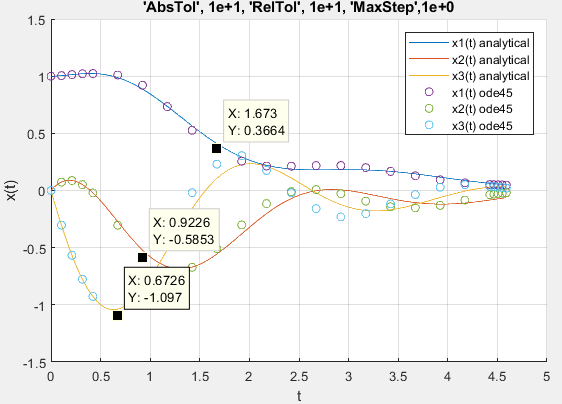 'AbsTol', 1e+1, 'RelTol', 1e+1, 'MaxStep',1e+0
1.5
1
0.5
0
-0.5
-1
-1.5
x(t)
x1(t) analytical
x2(t) analytical
x3(t) analytical
x1(t) ode45
x2(t) ode45
x3(t) ode45
X: 1.673
Y: 0.3664
X: 0.9226
Y: -0.5853
X: 0.6726
Y: -1.097
0
0.5
1
1.5
2
2.5
3
3.5
4
4.5
5
t